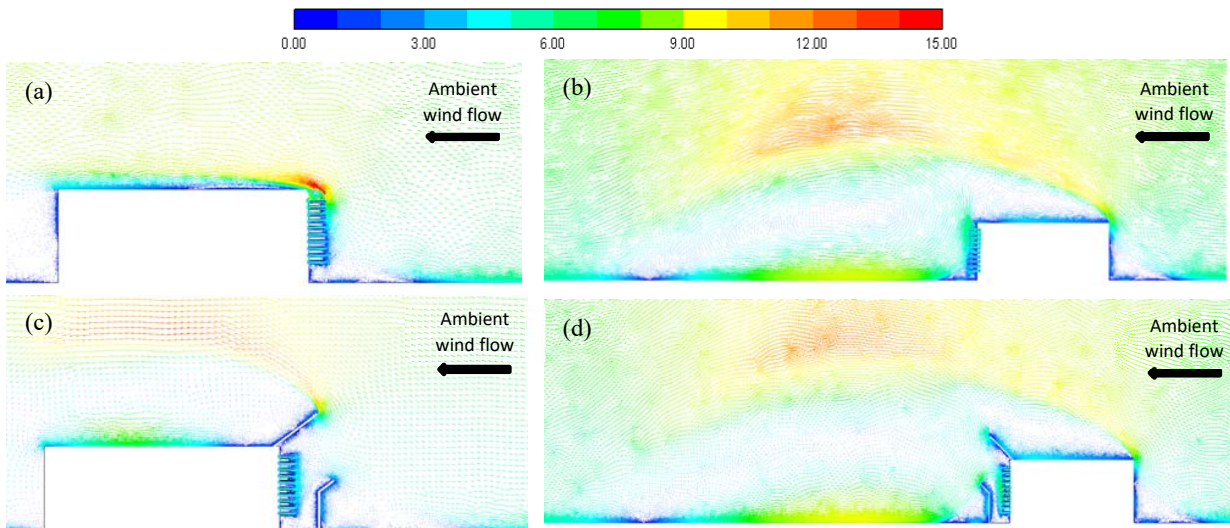 0.00 3.00 6.00 9.00 12.00 15.00
(a)
Ambient
wind flow
(b)
Ambient
wind flow
(c)
Ambient
wind flow
(d)
Ambient
wind flow